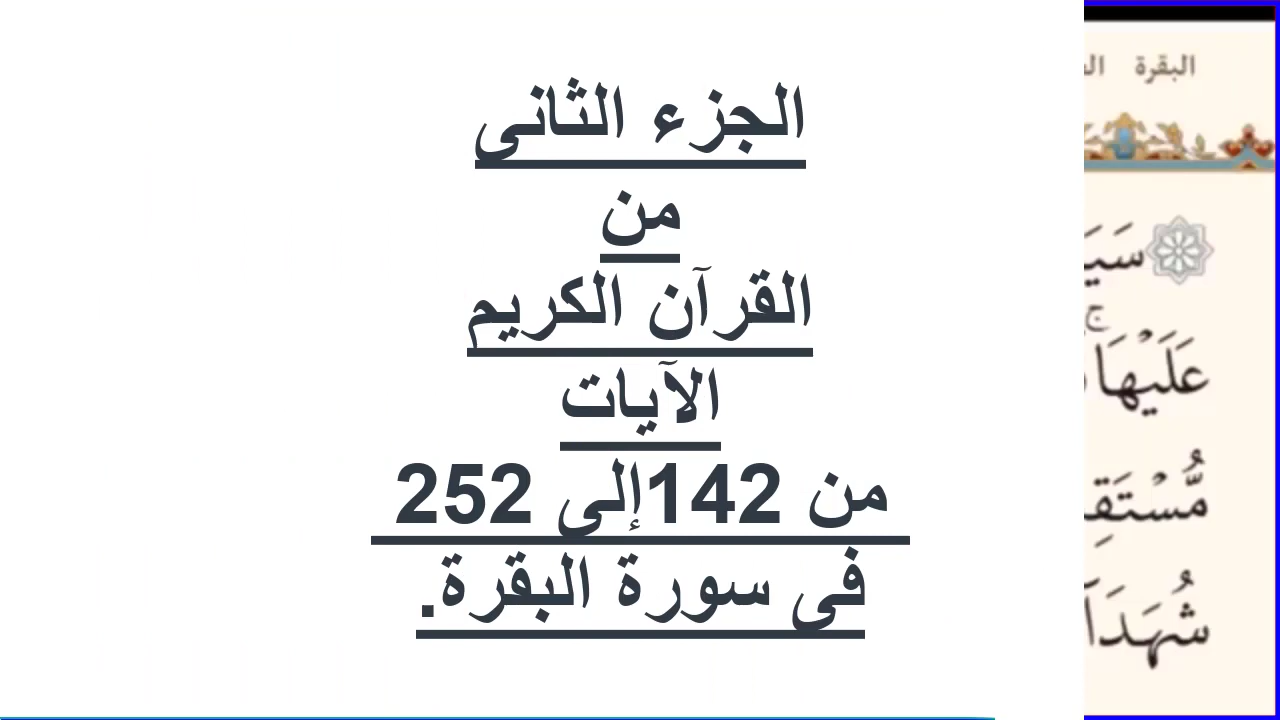 الجزء الثانى
من
القرآن الكريم
الآيات
من 142إلى 252
فى سورة البقرة.
البقرة
عَلَيْهَا